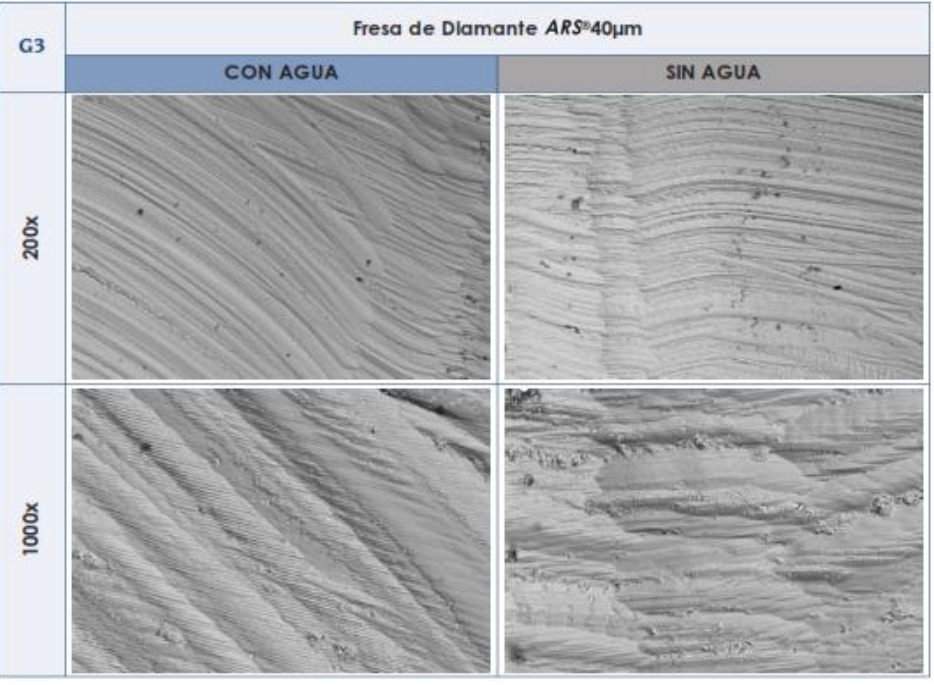 G3
Fresa de Diamante ARS®40µm
CON AGUA
SIN AGUA
200x
1000x